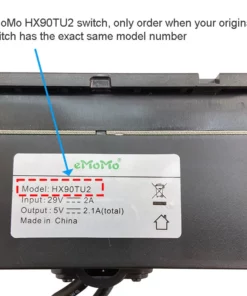 MoMo HX90TU2 switch, only order when your origina
itch has the exact same model number
eMoMo
Model: HX90TU2
Input: 29V ⎓ 2A
Output: 5V ⎓ 2.1A(total)
Made in China